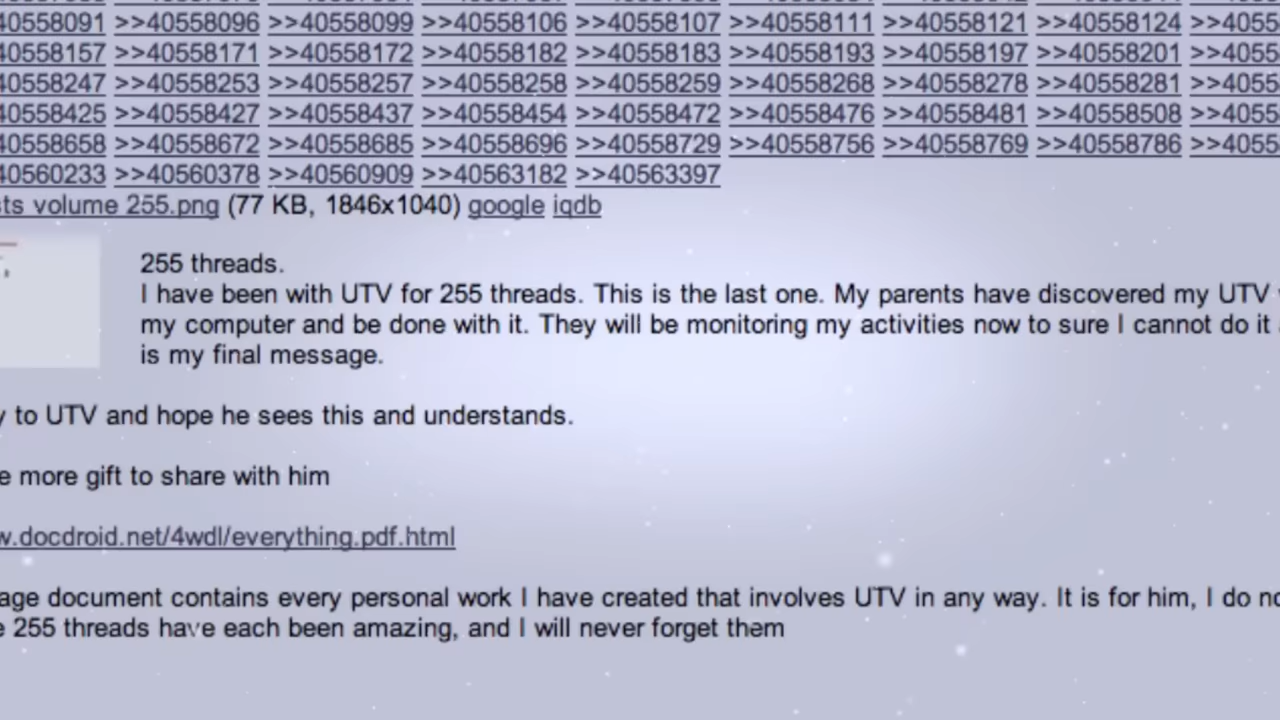 40558091 >>40558096 >>40558099 >>40558106 >>40558107 >>40558111 >>40558121 >>40558124 >>4055
40558157 >>40558171 >>40558172 >>40558182 >>40558183 >>40558193 >>40558197 >>40558201 >>4055
40558247 >>40558253 >>40558257 >>40558258 >>40558259 >>40558268 >>40558278 >>40558281 >>4055
40558425 >>40558427 >>40558437 >>40558454 >>40558472 >>40558476 >>40558481 >>40558508 >>4055
40558658 >>40558672 >>40558685 >>40558696 >>40558729 >>40558756 >>40558769 >>40558786 >>4055
40560233 >>40560378 >>40560909 >>40563182 >>40563397
sts volume 255.png (77 KB, 1846x1040) google iqdb
255 threads.
I have been with UTV for 255 threads. This is the last one. My parents have discovered my UTV
my computer and be done with it. They will be monitoring my activities now to sure I cannot do it
is my final message.
y to UTV and hope he sees this and understands.
e more gift to share with him
w.docdroid.net/4wdl/everything.pdf.html
age document contains every personal work I have created that involves UTV in any way. It is for him, I do no
e 255 threads have each been amazing, and I will never forget them